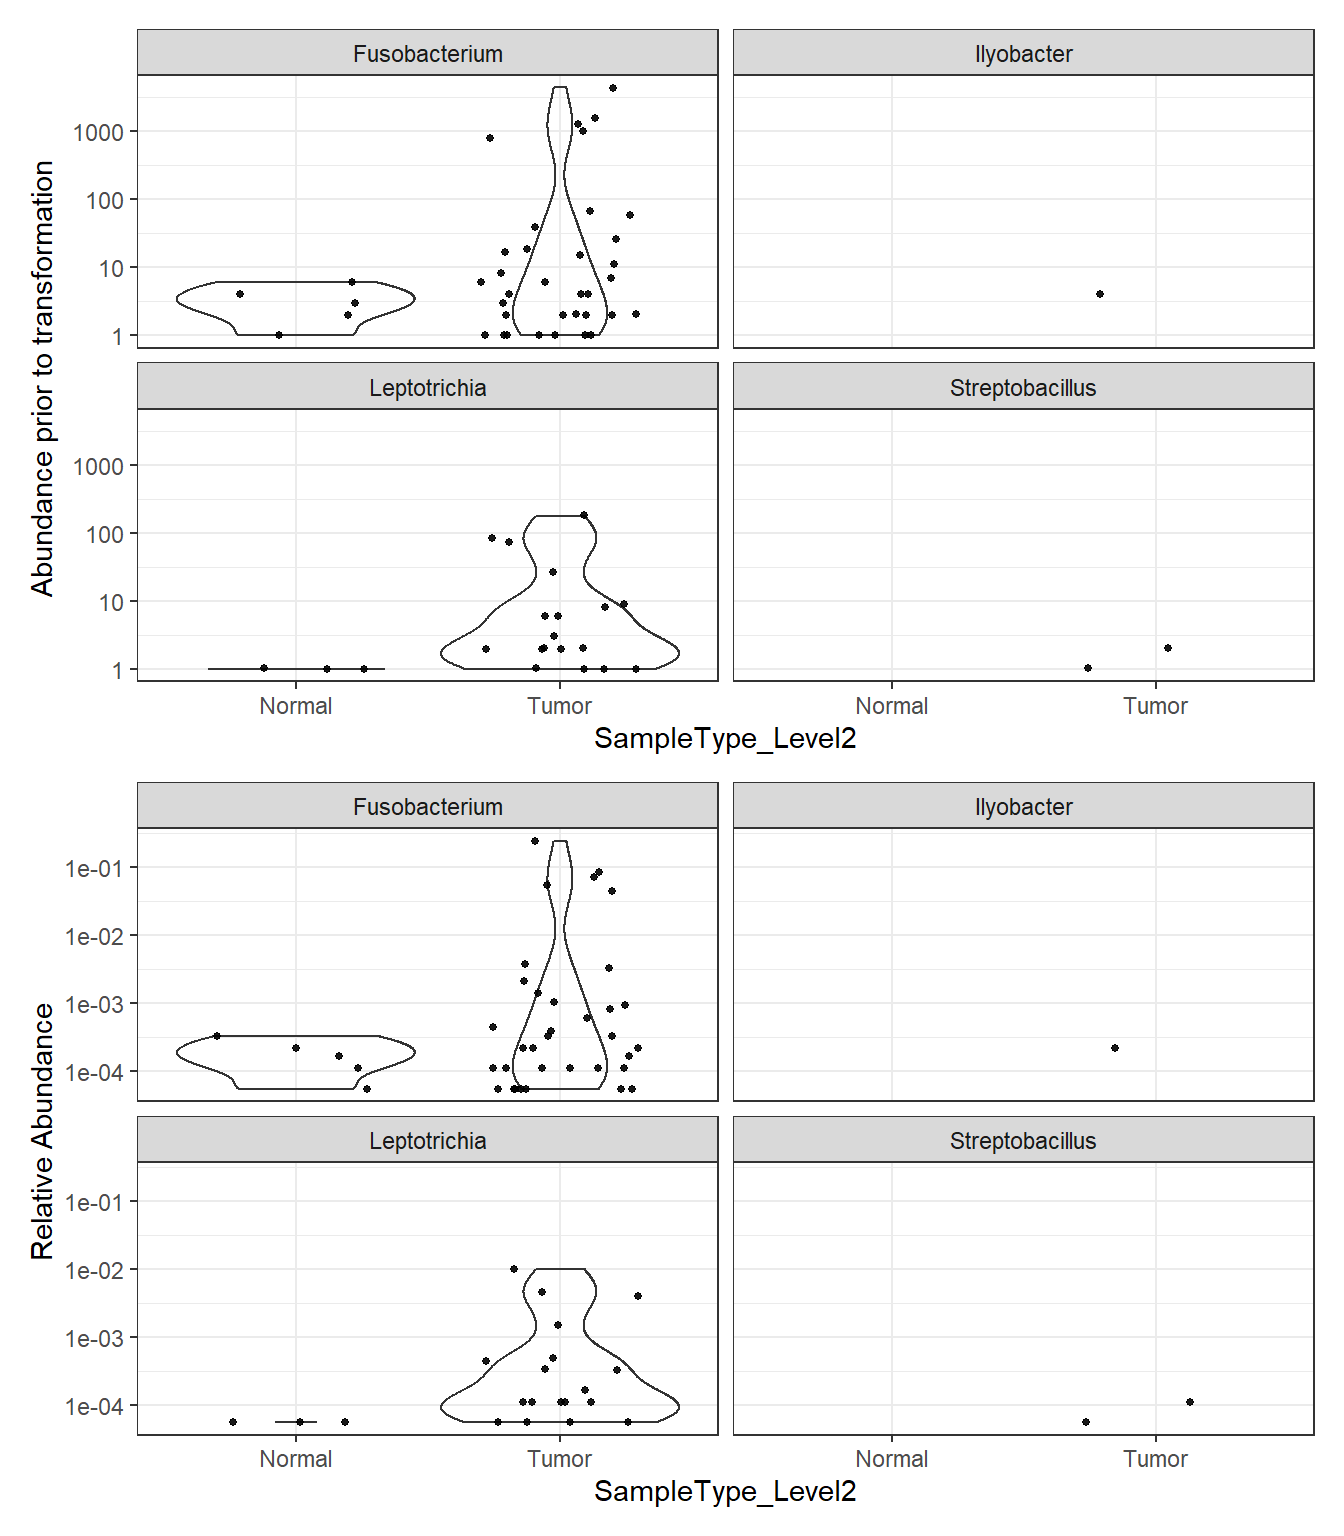 Fusobacterium
Ilyobacter
1000
100
10
1
Leptotrichia
Streptobacillus
1000
100
10
1
Abundance prior to transformation
Normal
Tumor
Normal
Tumor
SampleType_Level2
Fusobacterium
Ilyobacter
1e-01
1e-02
1e-03
1e-04
Leptotrichia
Streptobacillus
1e-01
1e-02
1e-03
1e-04
Relative Abundance
Normal
Tumor
Normal
Tumor
SampleType_Level2